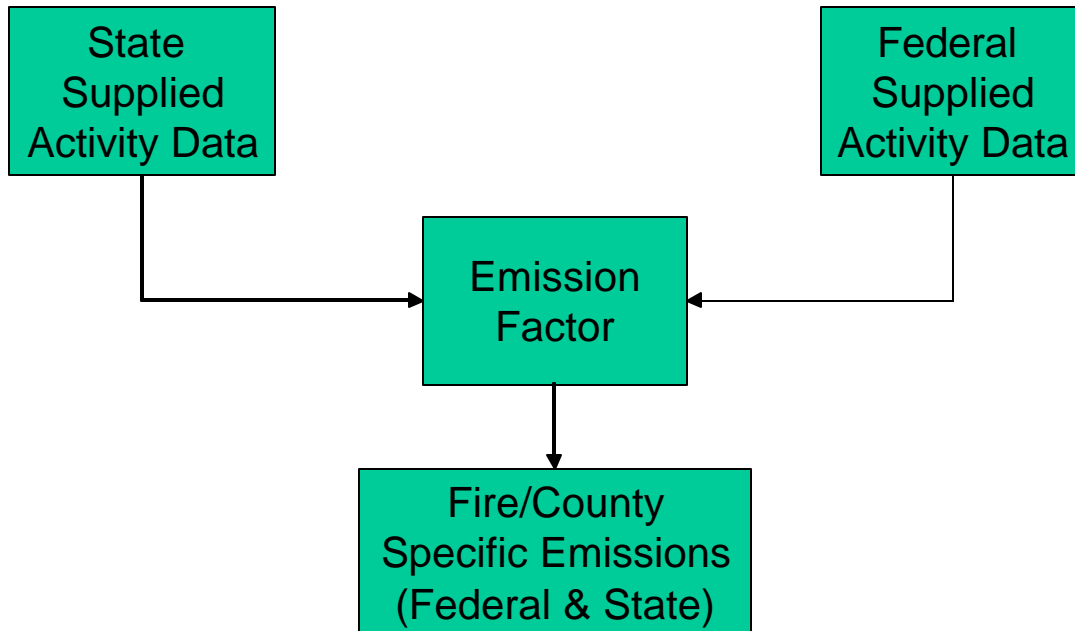 State
Supplied
Activity Data
Federal
Supplied
Activity Data
Emission
Factor
Fire/County
Specific Emissions
(Federal & State)